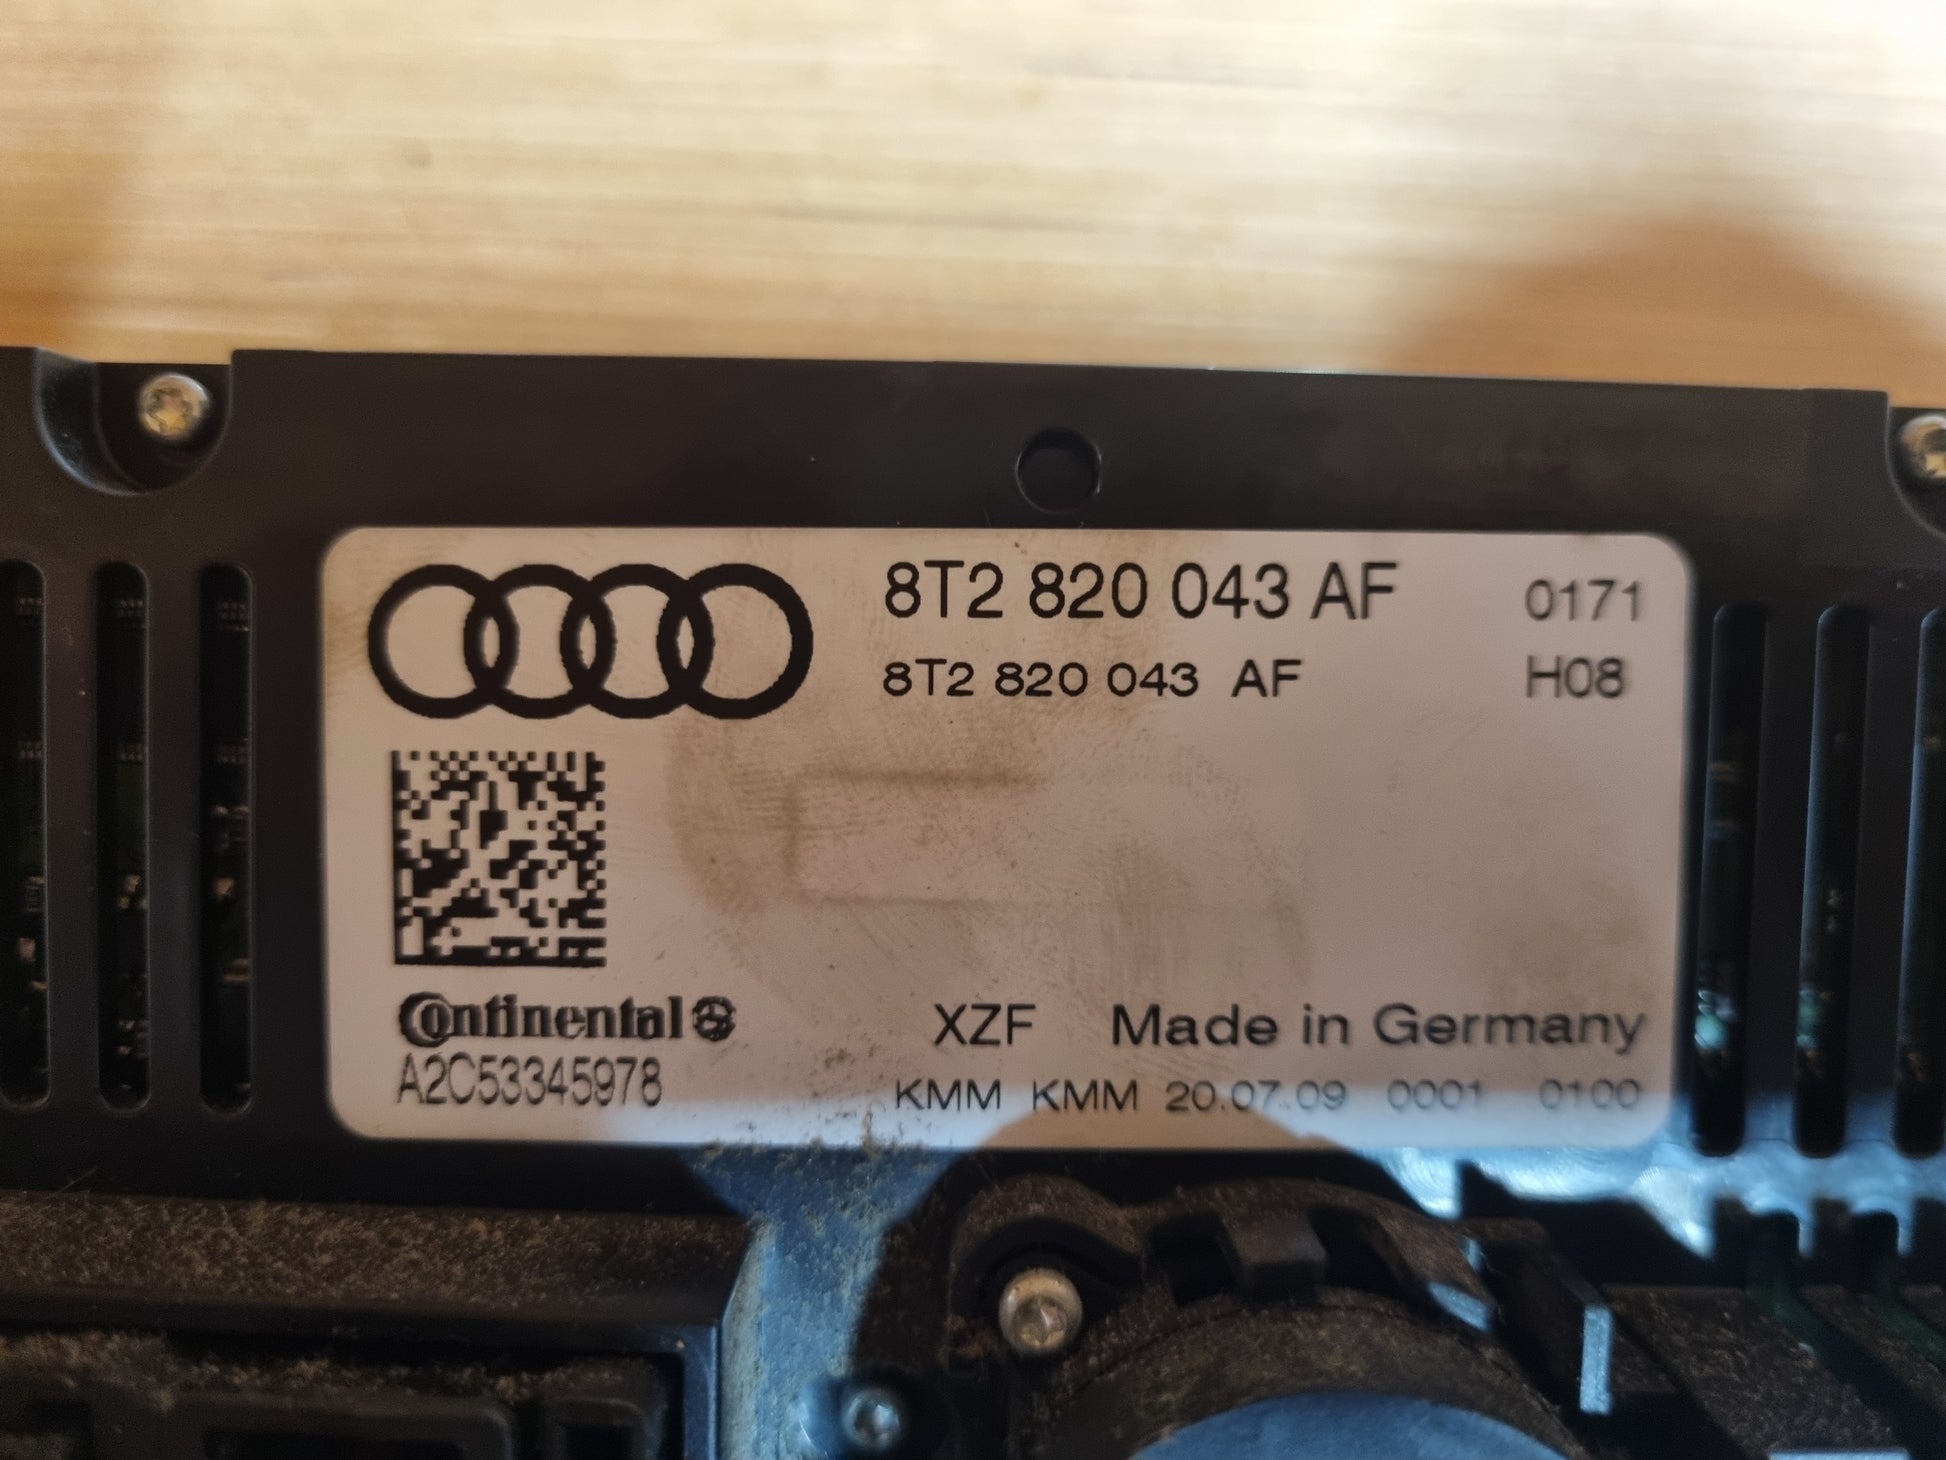 8T2 820 043 AF 0171
8T2 820 043 AF H08
Continental
A2C53345978
XZF Made in Germany
KMM KMM 20.07.09 0001 0100